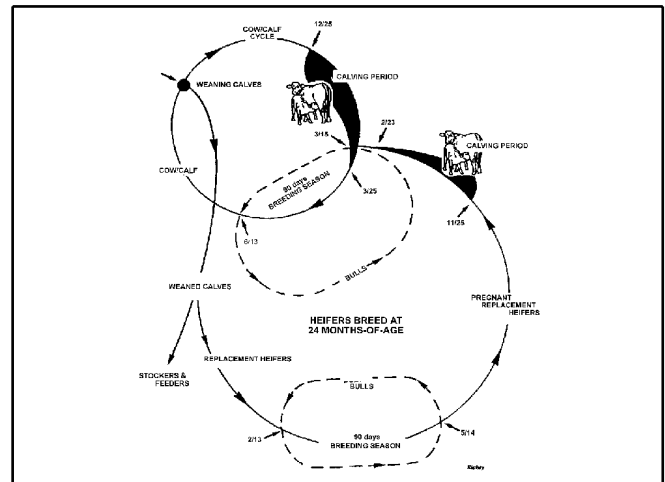 COW/CALF
CYCLE
12/25
WEANING CALVES
CALVING PERIOD
2/23
3/15
CALVING PERIOD
COW/CALF
90 days
BREEDING SEASON
3/25
11/25
6/13
BULLS
WEANED CALVES
PREGNANT
REPLACEMENT
HEIFERS
HEIFERS BREED AT
24 MONTHS-OF-AGE
REPLACEMENT HEIFERS
STOCKERS &
FEEDERS
BULLS
2/13
90 days
BREEDING SEASON
5/14